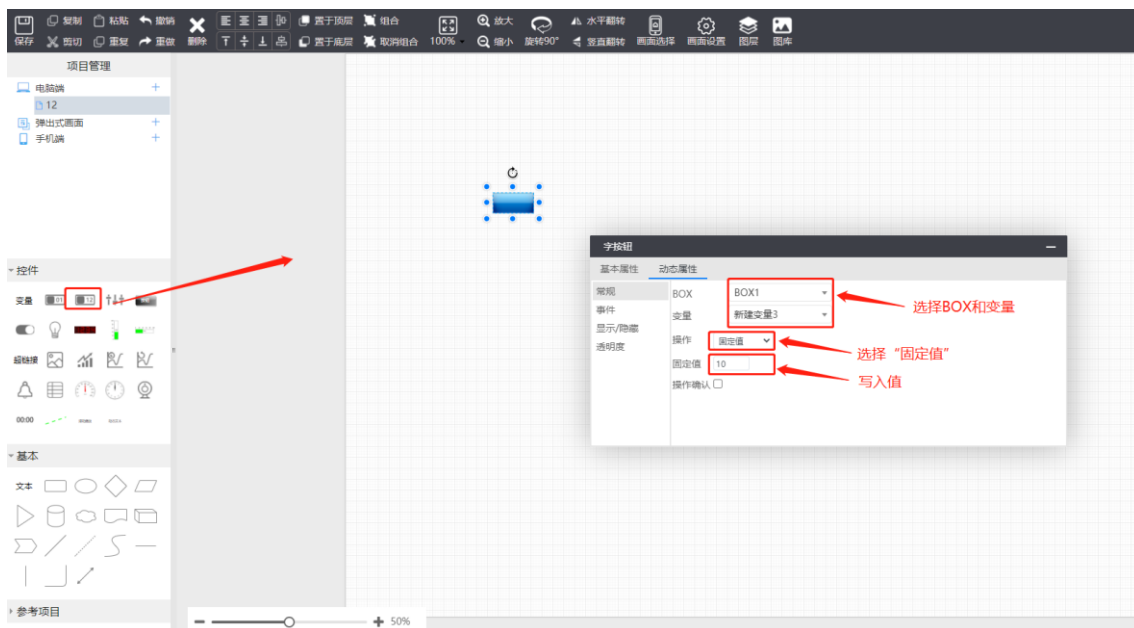 复制 粘贴 撤销 置于顶层 组合 放大 水平翻转
保存 剪切 重复 重做 删除 置于底层 取消组合 100% 缩小 旋转90° 竖直翻转 画面选择 画面设置 图层 图库
项目管理
电脑端
12
弹出式画面
手机端
控件
变量 01 12
超链接
00:00
基本
文本
参考项目
50%
字按钮
基本属性 动态属性
常规
事件
显示/隐藏
透明度
BOX BOX1
变量 新建变量3
操作 固定值
固定值 10
操作确认
选择BOX和变量
选择“固定值”
写入值